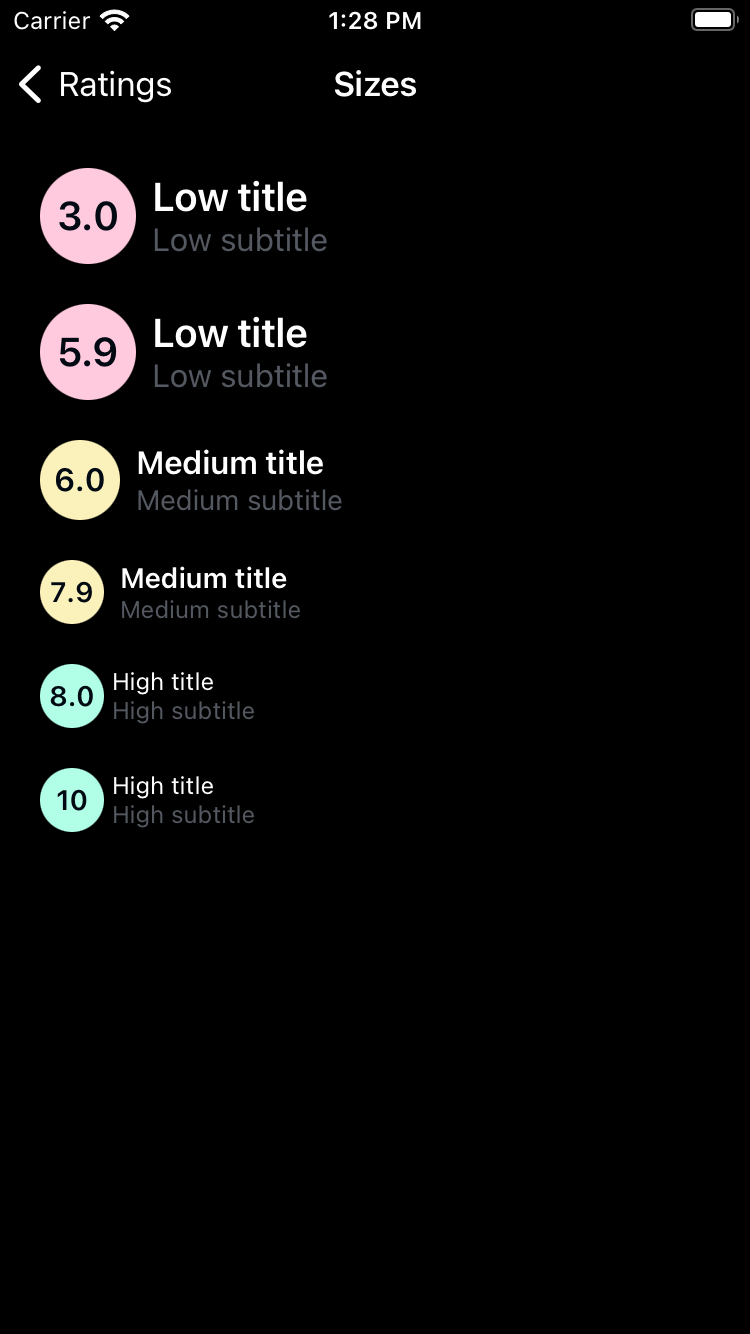 Carrier 1:28 PM
Ratings Sizes
3.0 Low title
Low subtitle
5.9 Low title
Low subtitle
6.0 Medium title
Medium subtitle
7.9 Medium title
Medium subtitle
8.0 High title
High subtitle
10 High title
High subtitle